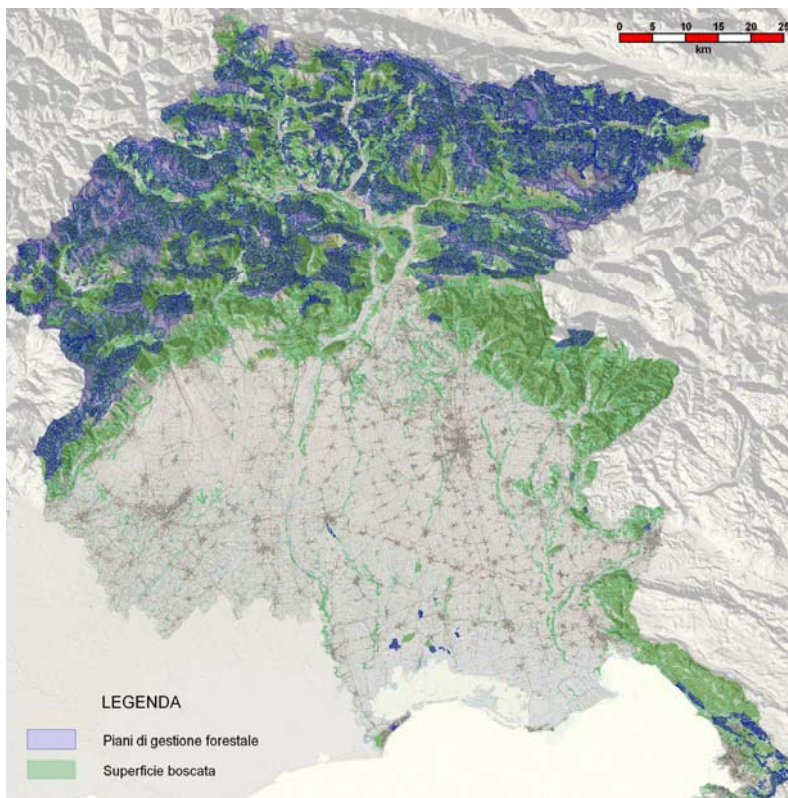 0 5 10 15 20 25
km
LEGENDA
Piani di gestione forestale
Superficie boscata